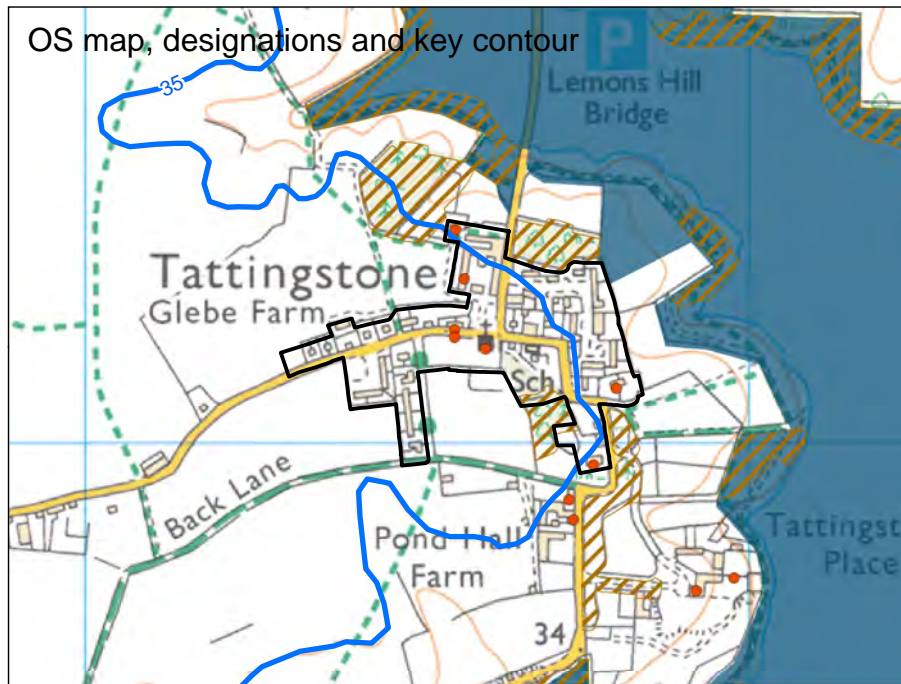 OS map, designations and key contour
P
Lemons Hill
Bridge
35
Tattingstone
Glebe Farm
Sch
Back Lane
Pond Hall
Farm
Tattingst
Place
34